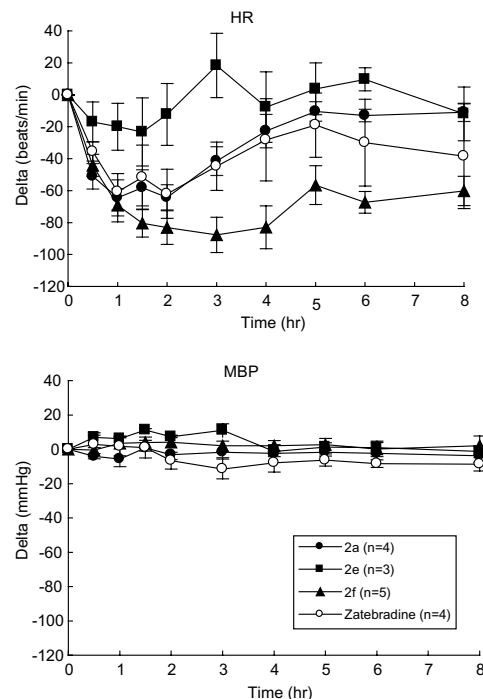 HR
40
20
0
-20
-40
-60
-80
-100
-120
Delta (beats/min)
0 1 2 3 4 5 6 8
Time (hr)
MBP
40
20
0
-20
-40
-60
-80
-100
-120
Delta (mmHg)
2a (n=4)
2e (n=3)
2f (n=5)
Zatebradine (n=4)
0 1 2 3 4 5 6 8
Time (hr)